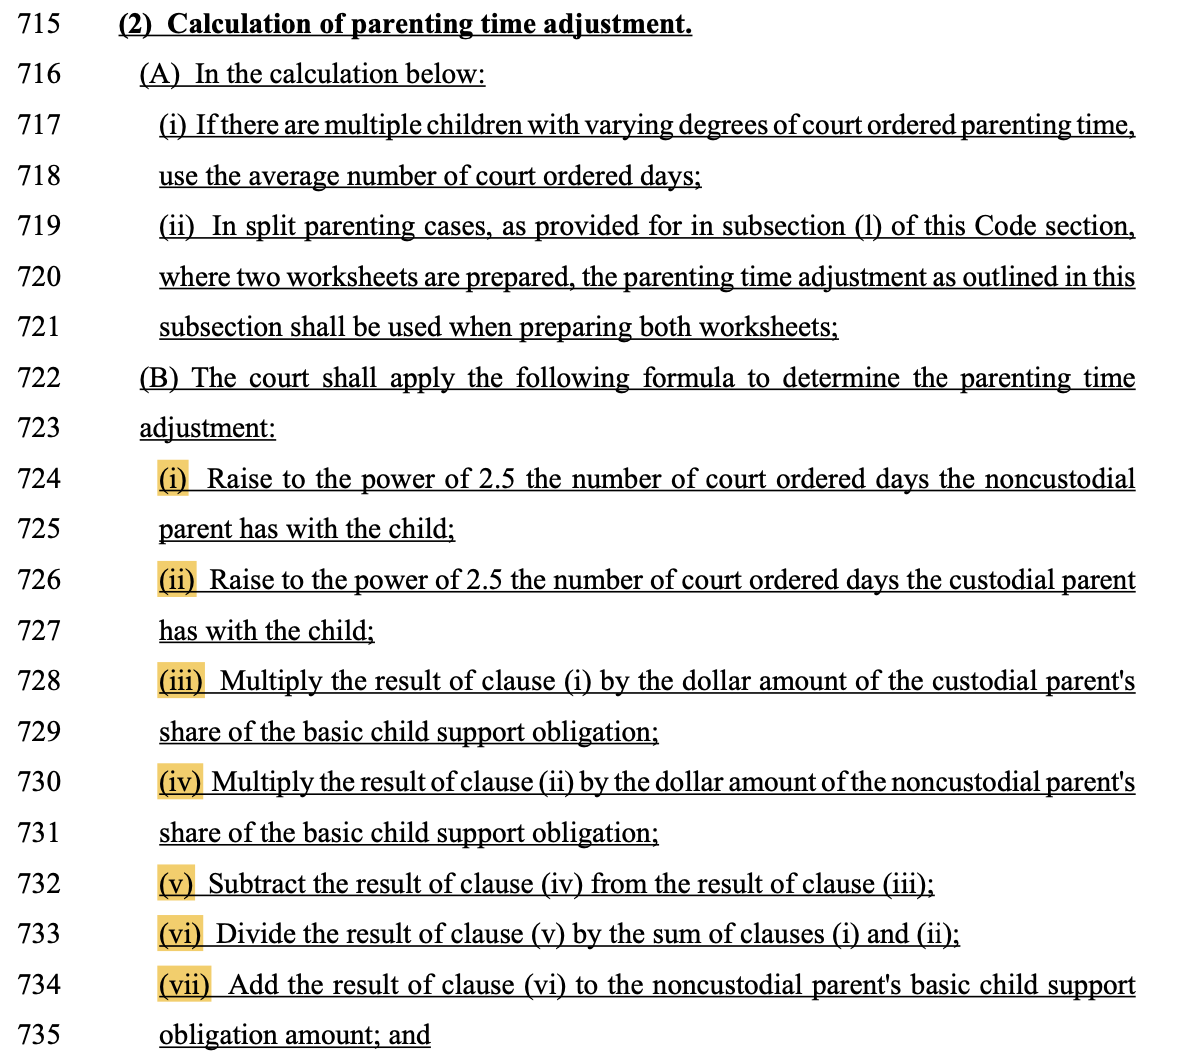 715 (2) Calculation of parenting time adjustment.
716 (A) In the calculation below:
717 (i) If there are multiple children with varying degrees of court ordered parenting time,
718 use the average number of court ordered days;
719 (ii) In split parenting cases, as provided for in subsection (l) of this Code section,
720 where two worksheets are prepared, the parenting time adjustment as outlined in this
721 subsection shall be used when preparing both worksheets;
722 (B) The court shall apply the following formula to determine the parenting time
723 adjustment:
724 (i) Raise to the power of 2.5 the number of court ordered days the noncustodial
725 parent has with the child;
726 (ii) Raise to the power of 2.5 the number of court ordered days the custodial parent
727 has with the child;
728 (iii) Multiply the result of clause (i) by the dollar amount of the custodial parent's
729 share of the basic child support obligation;
730 (iv) Multiply the result of clause (ii) by the dollar amount of the noncustodial parent's
731 share of the basic child support obligation;
732 (v) Subtract the result of clause (iv) from the result of clause (iii);
733 (vi) Divide the result of clause (v) by the sum of clauses (i) and (ii);
734 (vii) Add the result of clause (vi) to the noncustodial parent's basic child support
735 obligation amount; and